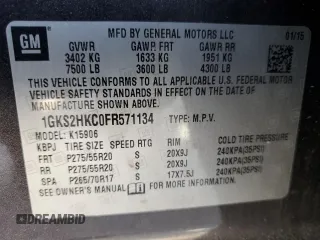 GM
MFD BY GENERAL MOTORS LLC
01/15
GVWR GAWR FRT GAWR RR
3402 KG 1633 KG 1951 KG
7500 LB 3600 LB 4300 LB
THIS VEHICLE CONFORMS TO ALL APPLICABLE U.S. FEDERAL MOTOR
VEHICLE SAFETY AND THEFT PREVENTION STANDARDS IN EFFECT ON
THE DATE OF MANUFACTURE SHOWN ABOVE.
1GKS2HKC0FR571134 TYPE: M.P.V.
MODEL: K15906
KBPJ TIRE SIZE SPEED RTG RIM COLD TIRE PRESSURE
FRT P275/55R20 S 20X9J 240KPA(35PSI)
RR P275/55R20 S 20X9J 240KPA(35PSI)
SPA P265/70R17 S 17X7.5J 240KPA(35PSI)
SEE OWNER'S MANUAL